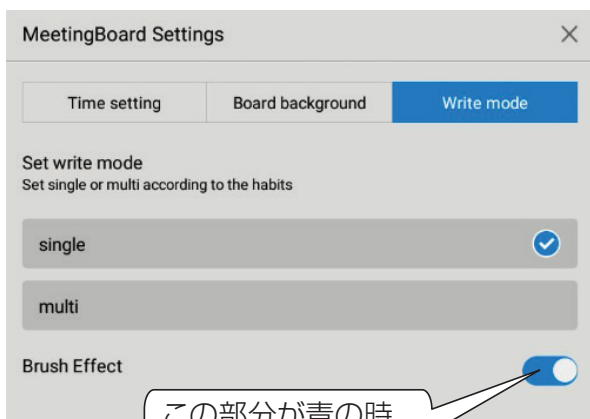 MeetingBoard Settings
Time setting
Board background
Write mode
Set write mode
Set single or multi according to the habits
single
multi
Brush Effect
この部分が青の時